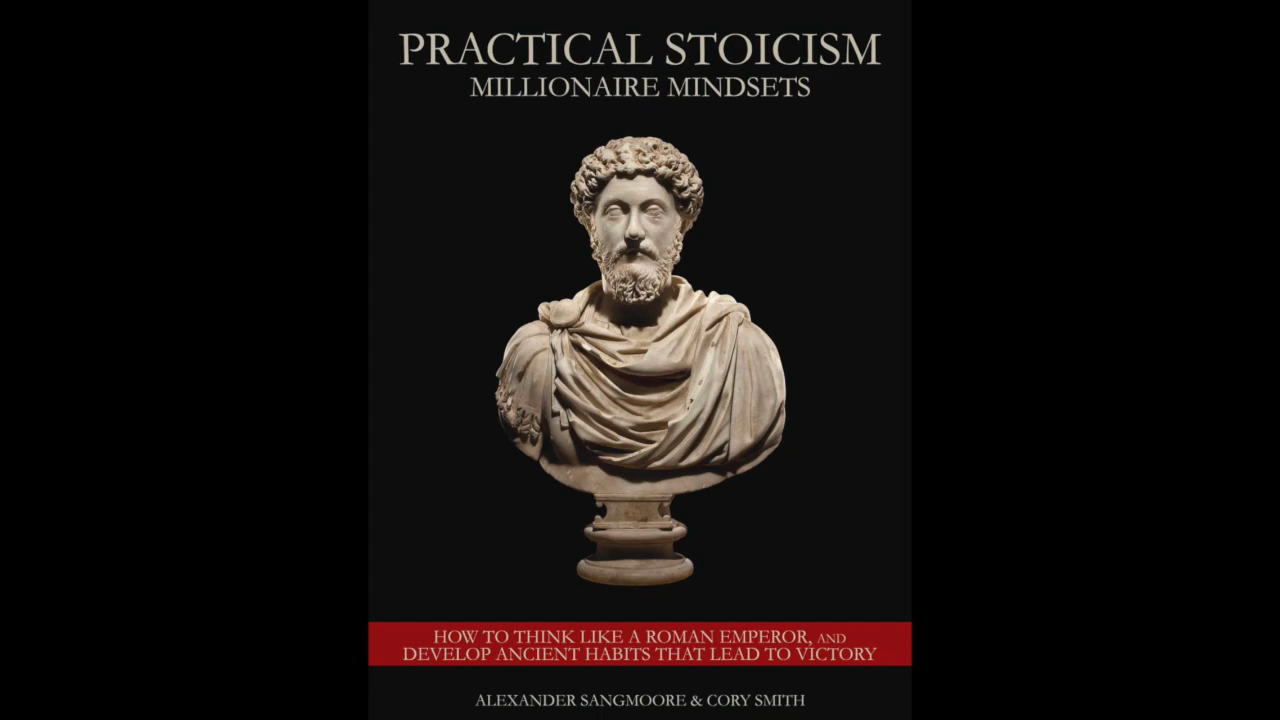 PRACTICAL STOICISM
MILLIONAIRE MINDSETS
HOW TO THINK LIKE A ROMAN EMPEROR, AND
DEVELOP ANCIENT HABITS THAT LEAD TO VICTORY
ALEXANDER SANGMOORE & CORY SMITH